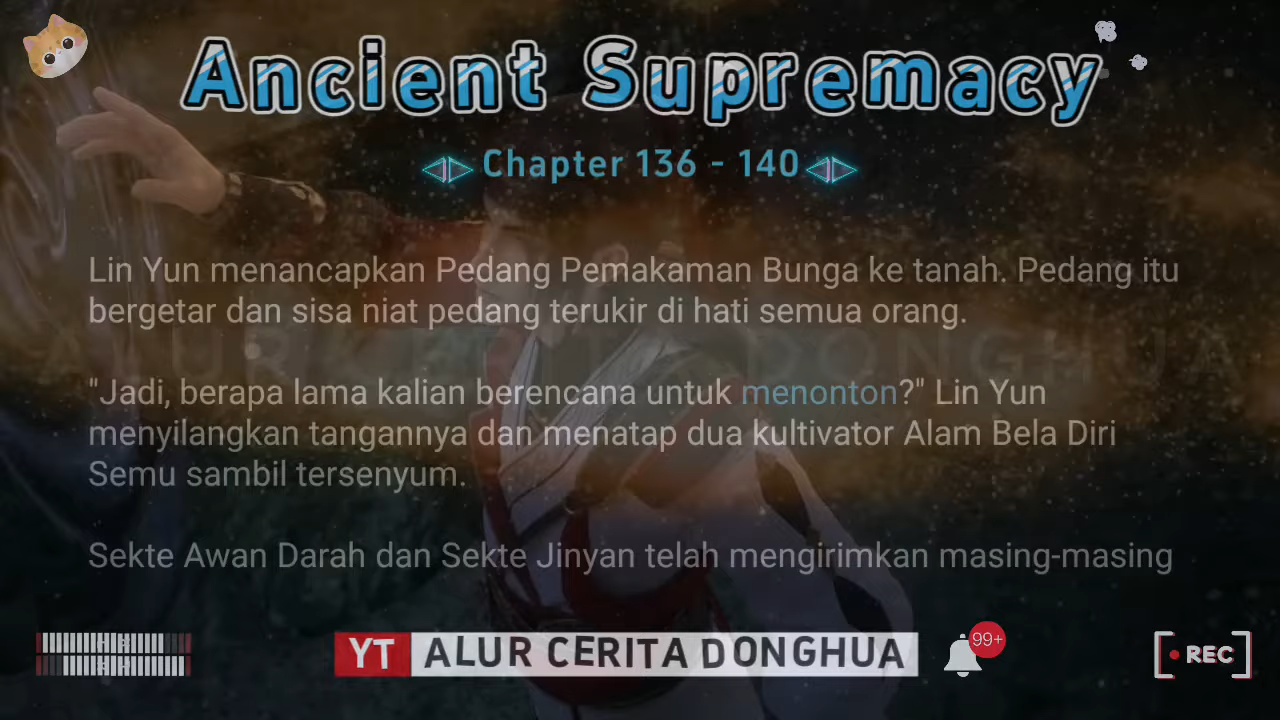 Ancient Supremacy
Chapter 136 - 140
Lin Yun menancapkan Pedang Pemakaman Bunga ke tanah. Pedang itu
bergetar dan sisa niat pedang terukir di hati semua orang.
ALUR CERITA DONGHUA
"Jadi, berapa lama kalian berencana untuk menonton?" Lin Yun
menyilangkan tangannya dan menatap dua kultivator Alam Bela Diri
Semu sambil tersenyum.
Sekte Awan Darah dan Sekte Jinyan telah mengirimkan masing-masing
YT ALUR CERITA DONGHUA
99+
REC